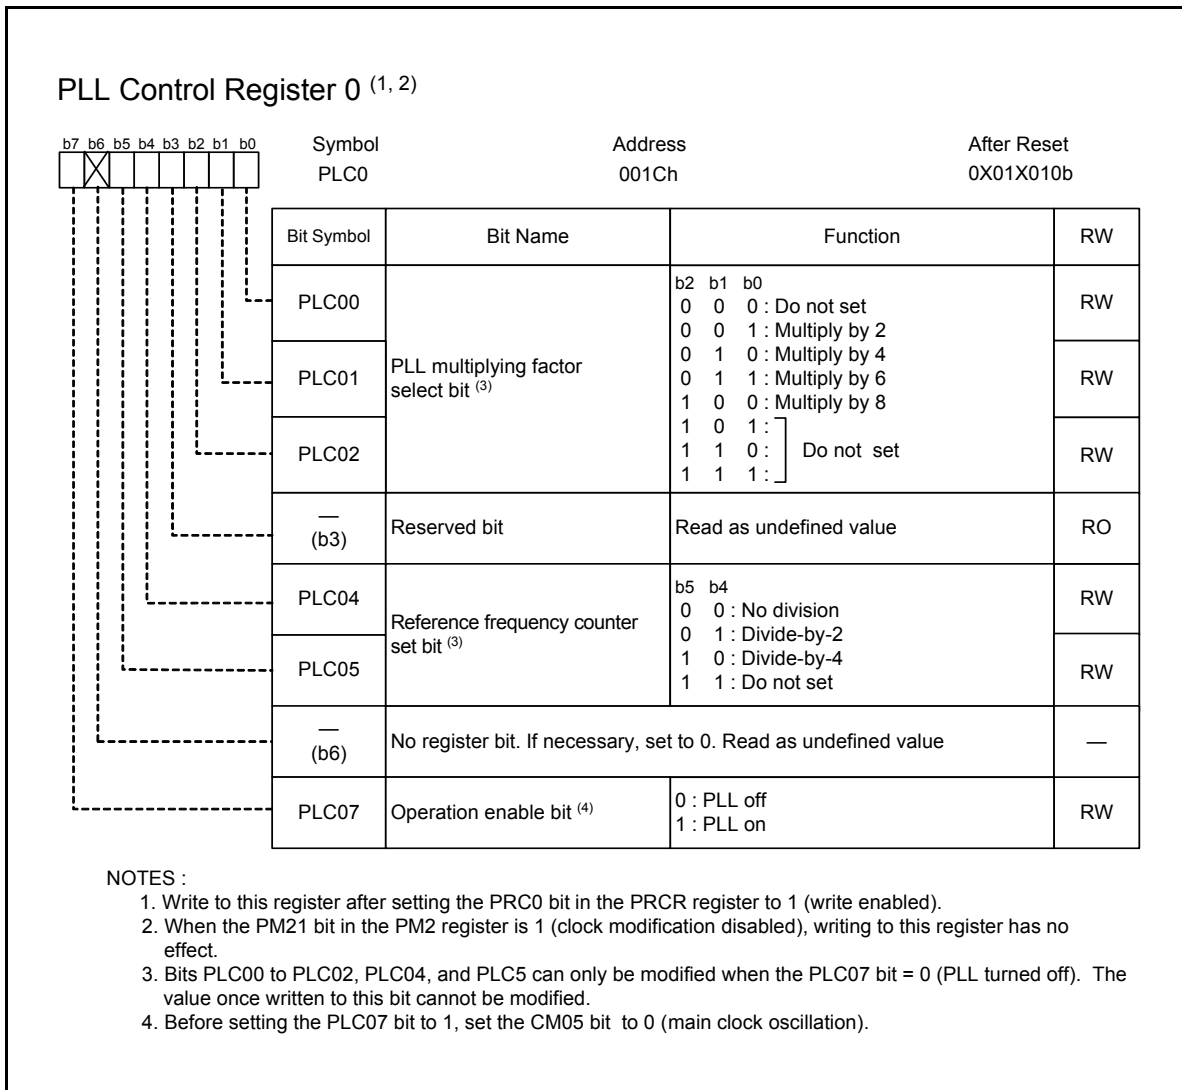 PLL Control Register 0 (1, 2)
b7 b6 b5 b4 b3 b2 b1 b0
Symbol Address After Reset
PLC0 001Ch 0X01X010b
Bit Symbol Bit Name Function RW
PLC00 RW
PLC01 PLL multiplying factor
select bit (3) RW
PLC02 RW
b2 b1 b0
0 0 0 : Do not set
0 0 1 : Multiply by 2
0 1 0 : Multiply by 4
0 1 1 : Multiply by 6
1 0 0 : Multiply by 8
1 0 1 :
1 1 0 : Do not set
1 1 1 :
—
(b3) Reserved bit Read as undefined value RO
PLC04 RW
Reference frequency counter
set bit (3)
PLC05 RW
b5 b4
0 0 : No division
0 1 : Divide-by-2
1 0 : Divide-by-4
1 1 : Do not set
—
(b6) No register bit. If necessary, set to 0. Read as undefined value —
PLC07 Operation enable bit (4) 0 : PLL off RW
1 : PLL on
NOTES :
1. Write to this register after setting the PRC0 bit in the PRCR register to 1 (write enabled).
2. When the PM21 bit in the PM2 register is 1 (clock modification disabled), writing to this register has no
effect.
3. Bits PLC00 to PLC02, PLC04, and PLC5 can only be modified when the PLC07 bit = 0 (PLL turned off). The
value once written to this bit cannot be modified.
4. Before setting the PLC07 bit to 1, set the CM05 bit to 0 (main clock oscillation).